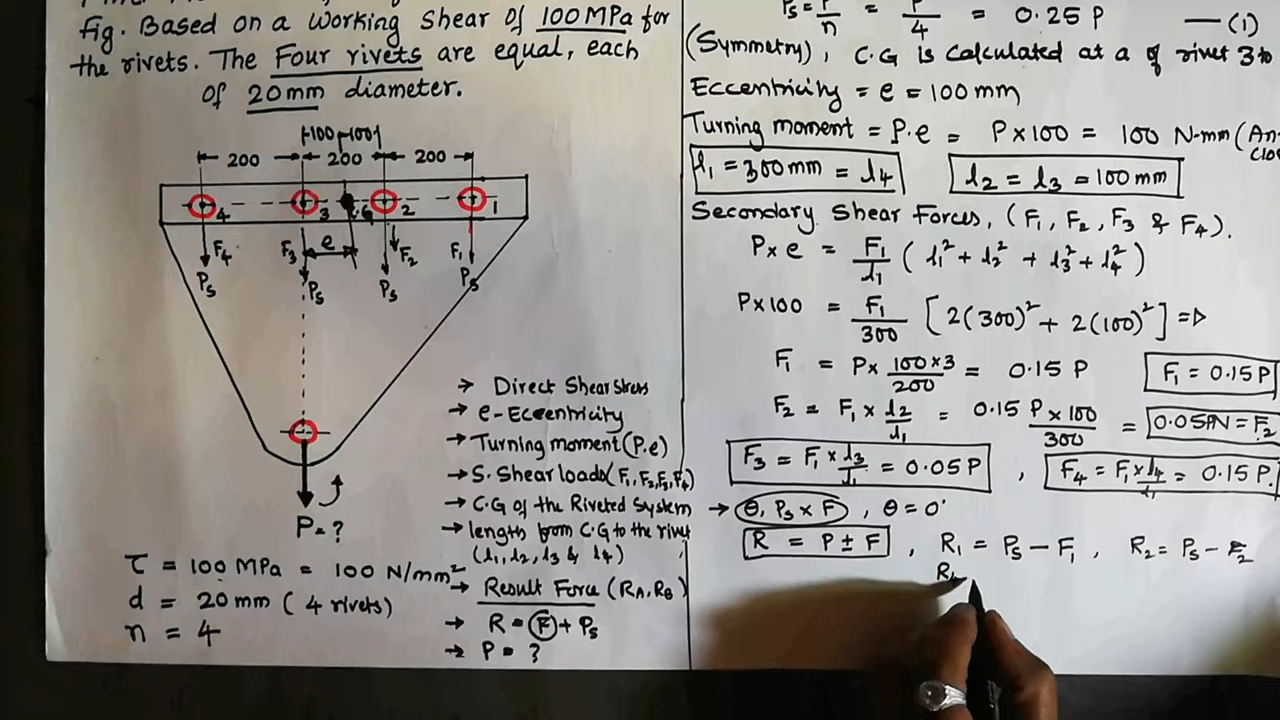 Fig. Based on a Working Shear of 100 MPa for
the rivets. The Four rivets are equal, each
of 20mm diameter.
100 100
200 200 200
4 3 C.G 2 1
F4 F3 e F2 F1
Ps Ps Ps Ps
P = ?
τ = 100 MPa = 100 N/mm²
d = 20 mm ( 4 rivets)
n = 4
→ Direct Shear Stress
→ e-Eccentricity
→ Turning moment (P.e)
→ S. Shear loads (F1, F2, F3, F4)
→ C.G of the Riveted System
→ length from C.G to the rivet
(l1, l2, l3 & l4)
→ Result Force (RA, RB)
→ R = F + Ps
→ P = ?
Ps = P/n = P/4 = 0.25 P —(1)
(Symmetry), C.G is calculated at a of rivet 3 to
Eccentricity = e = 100 mm
Turning moment = P.e = P×100 = 100 N-mm (An-
l1 = 300 mm = l4
l2 = l3 = 100 mm
Secondary Shear Forces, (F1, F2, F3 & F4).
P×e = F1/l1 ( l1² + l2² + l3² + l4² )
P×100 = F1/300 [ 2(300)² + 2(100)² ] ⇒
F1 = P× 100×3/200 = 0.15 P
F1 = 0.15 P
F2 = F1 × l2/l1 = 0.15 P×100/300 = = F2
F3 = F1 × l3/l1 = 0.05 P , F4 = F1 × l4/l1 = 0.15 P.
→ θ, Ps × F , θ = 0°
R = P ± F , R1 = Ps − F1 , R2 = Ps − F2